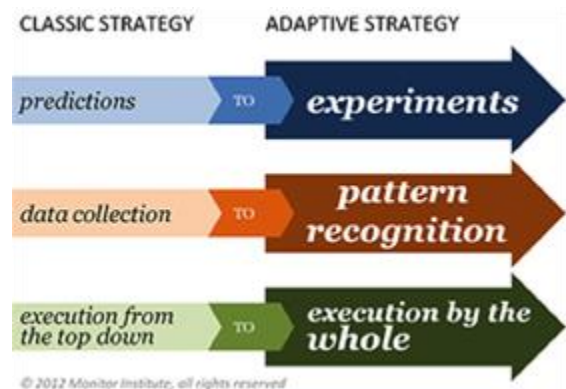 CLASSIC STRATEGY ADAPTIVE STRATEGY
predictions TO experiments
data collection TO pattern
recognition
execution from
the top down TO execution by the
whole
© 2012 Monitor Institute, all rights reserved